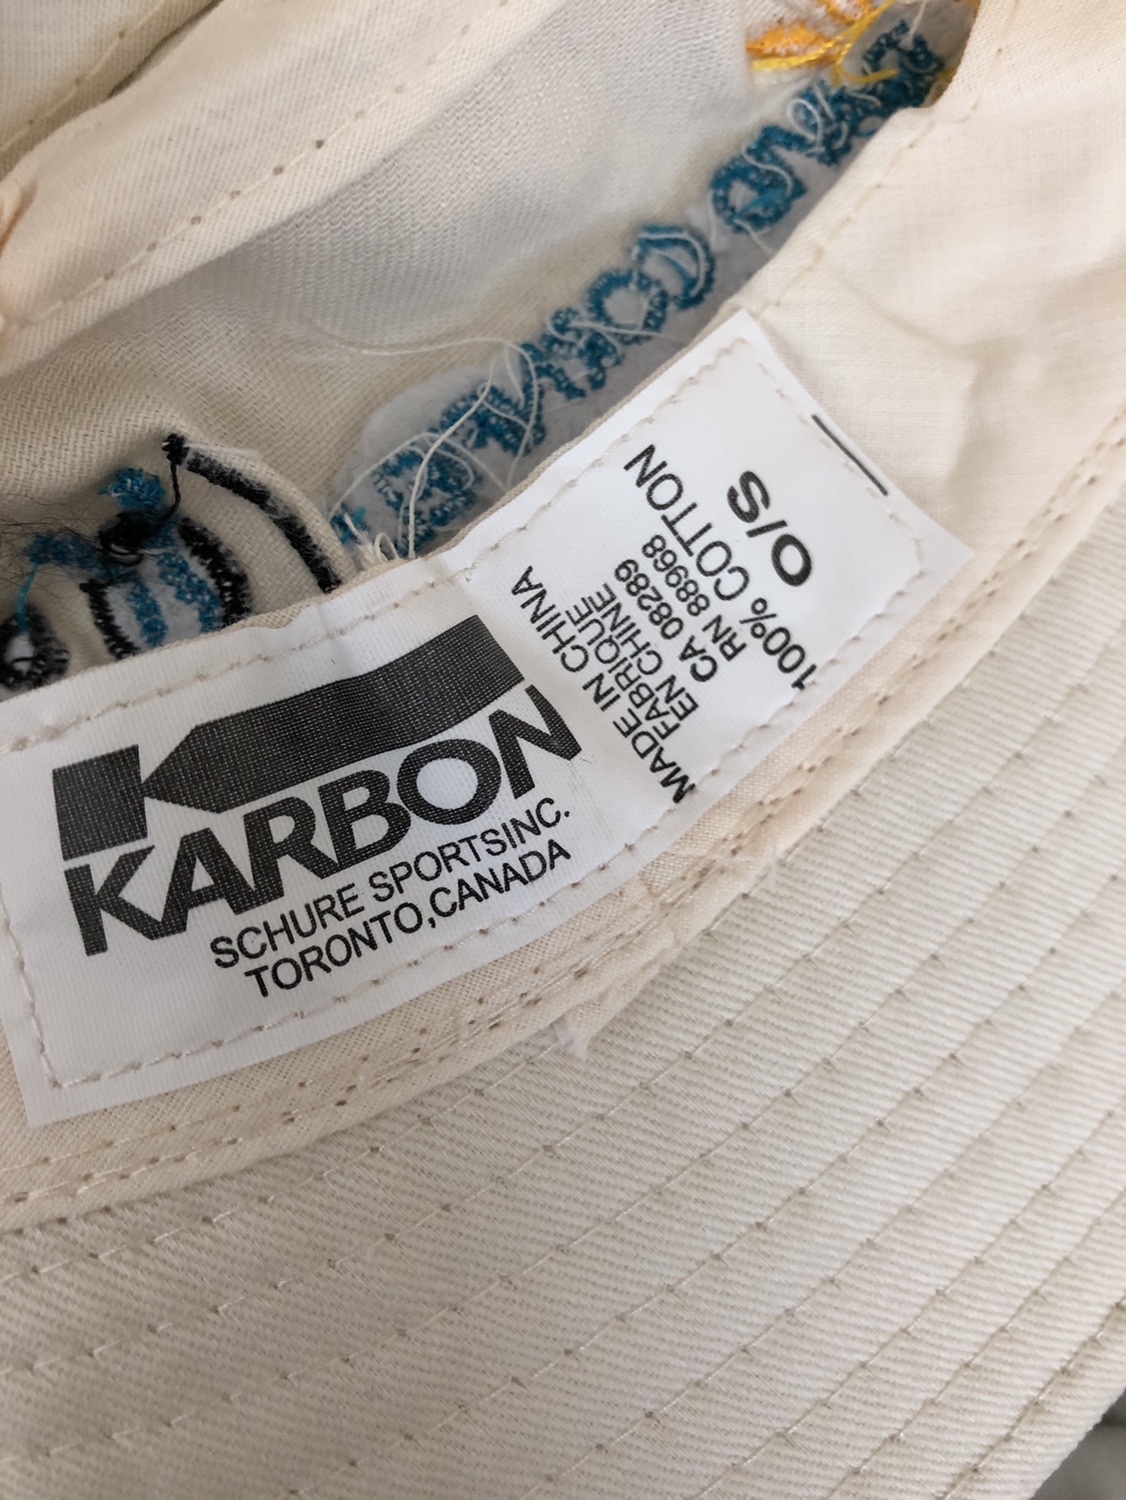 KARBON
SCHURE SPORTSINC.
TORONTO,CANADA
O/S
100% COTTON
RN 88968
CA 08289
FABRIQUE
EN CHINE
MADE IN CHINA